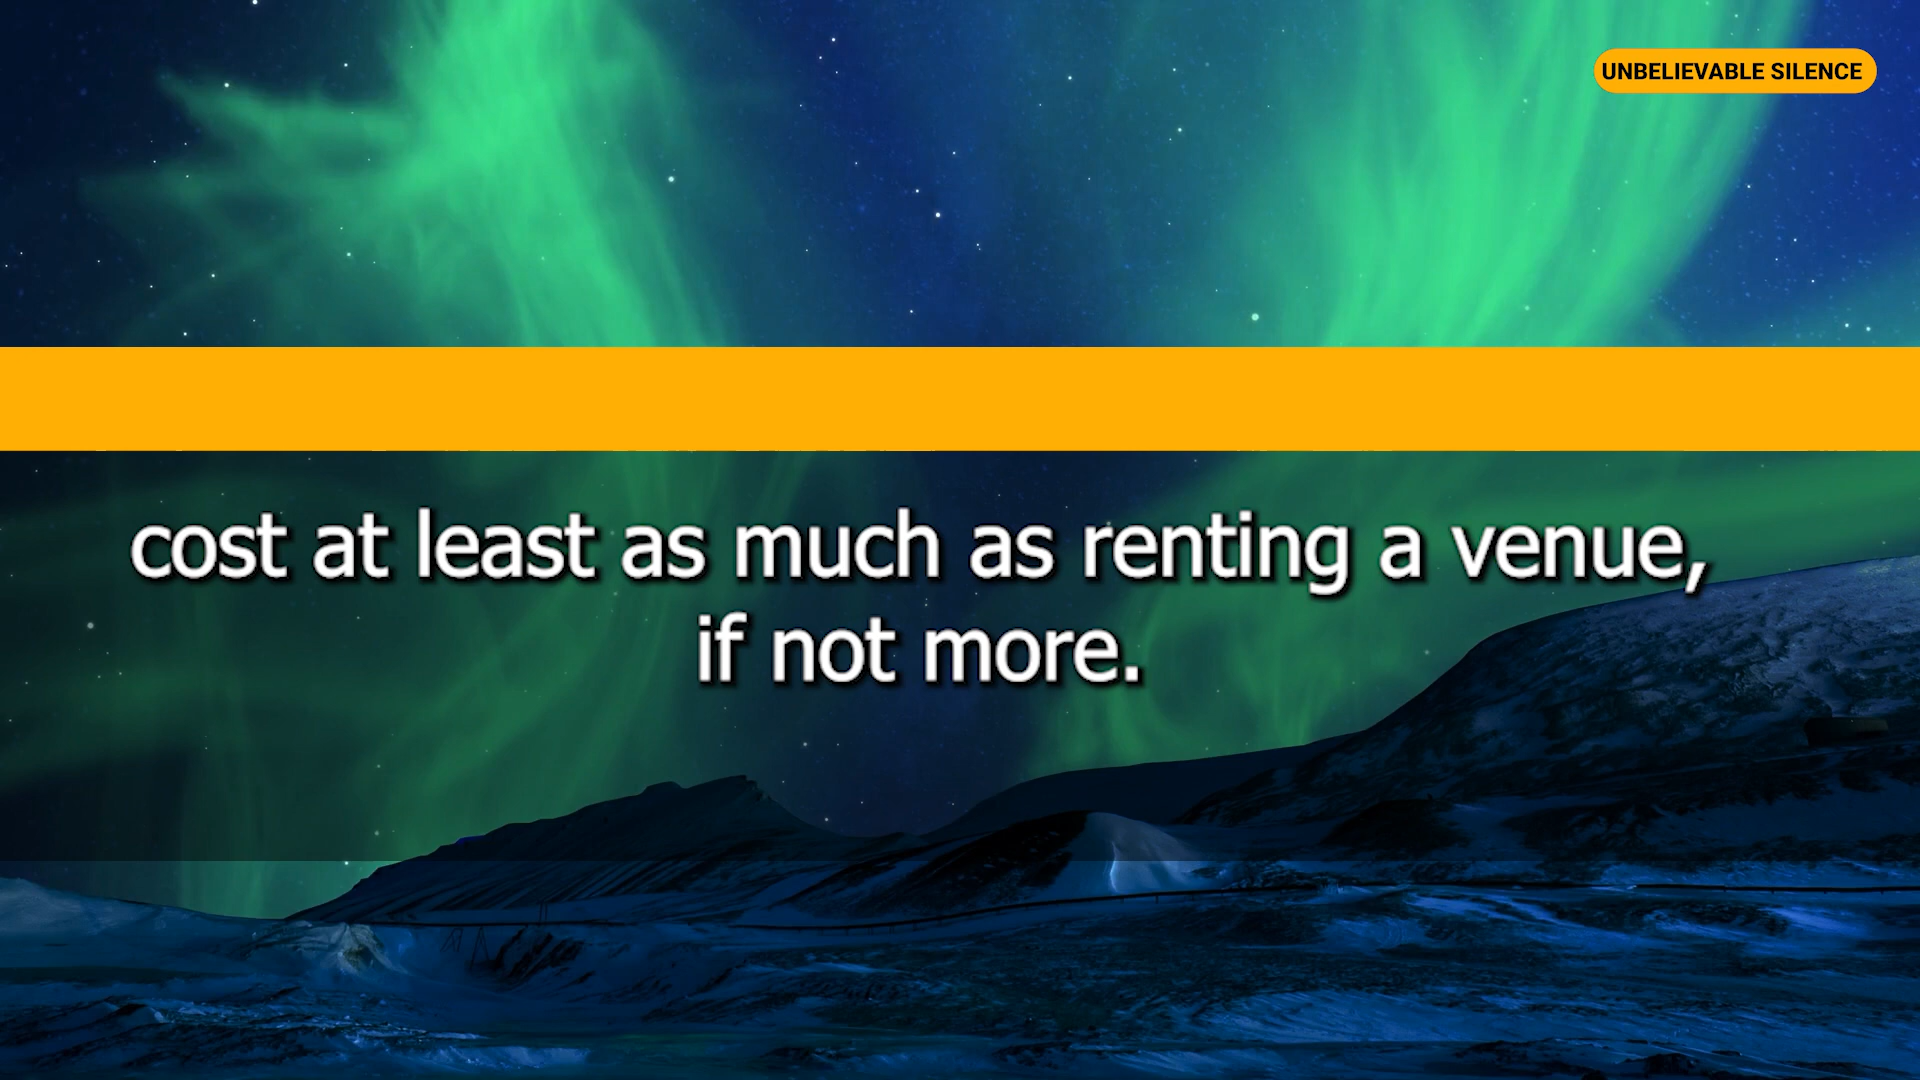 UNBELIEVABLE SILENCE
cost at least as much as renting a venue,
if not more.